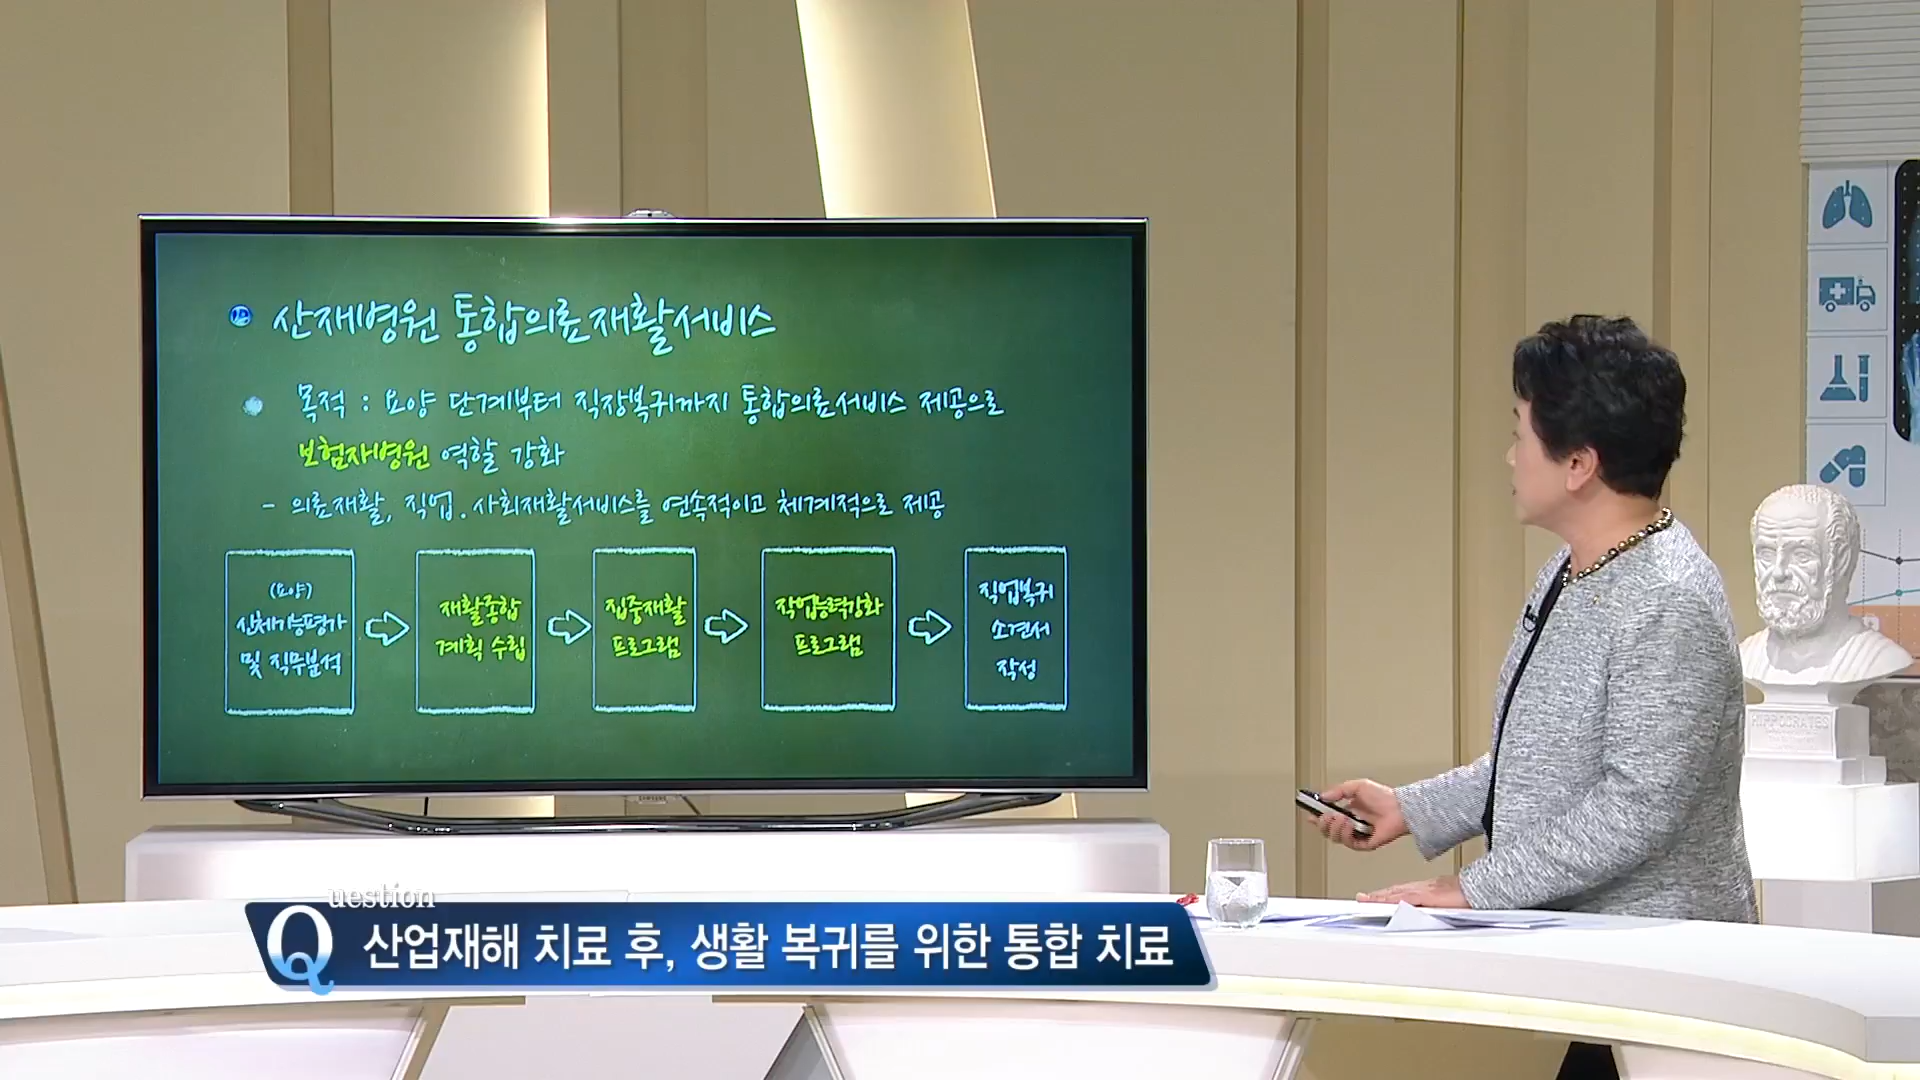 산재병원 통합의료재활서비스
목적 : 요양 단계부터 직장복귀까지 통합의료서비스 제공으로
보험자병원 역할 강화
- 의료재활, 직업. 사회재활서비스를 연속적이고 체계적으로 제공
(요양)
신체기능평가
및 직무분석
재활종합
계획 수립
집중재활
프로그램
작업능력강화
프로그램
직업복귀
소견서
작성
HIPPOCRATES
Question
산업재해 치료 후, 생활 복귀를 위한 통합 치료